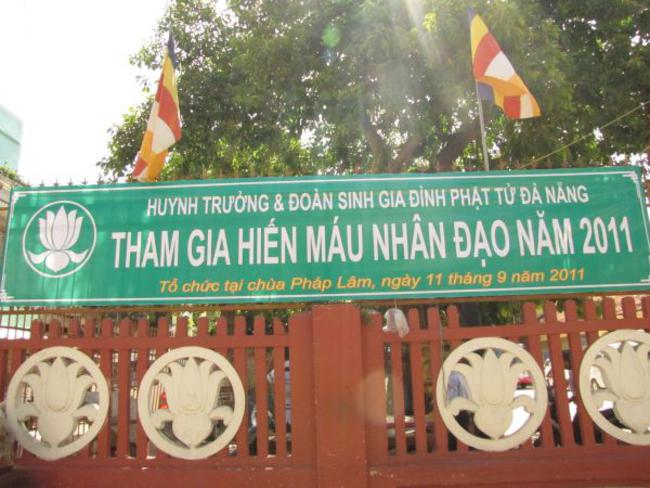 HUYNH TRƯỞNG & ĐOÀN SINH GIA ĐÌNH PHẬT TỬ ĐÀ NẴNG
THAM GIA HIẾN MÁU NHÂN ĐẠO NĂM 2011
Tổ chức tại chùa Pháp Lâm, ngày 11 tháng 9 năm 2011